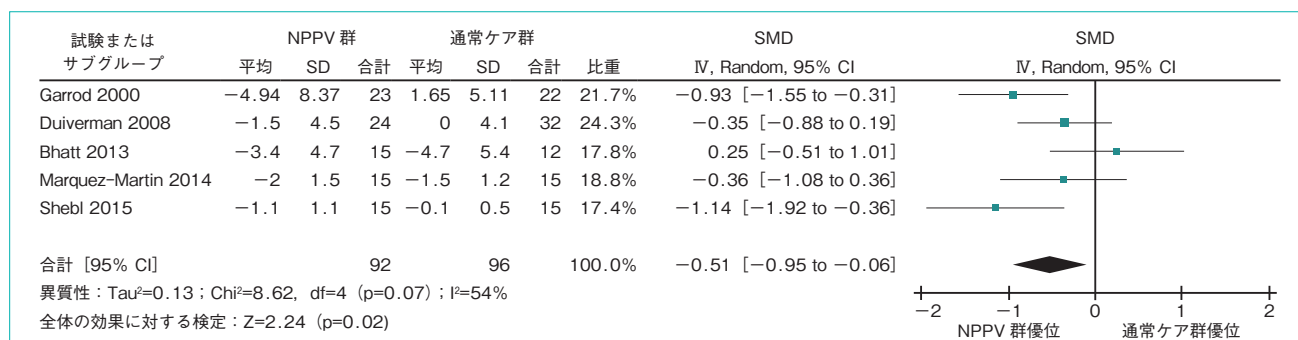 試験または サブグループ NPPV 群 通常ケア群 SMD SMD
平均 SD 合計 平均 SD 合計 比重 Ⅳ, Random, 95% CI Ⅳ, Random, 95% CI
Garrod 2000 −4.94 8.37 23 1.65 5.11 22 21.7% −0.93［−1.55 to −0.31］
Duiverman 2008 −1.5 4.5 24 0 4.1 32 24.3% −0.35［−0.88 to 0.19］
Bhatt 2013 −3.4 4.7 15 −4.7 5.4 12 17.8% 0.25［−0.51 to 1.01］
Marquez-Martin 2014 −2 1.5 15 −1.5 1.2 15 18.8% −0.36［−1.08 to 0.36］
Shebl 2015 −1.1 1.1 15 −0.1 0.5 15 17.4% −1.14［−1.92 to −0.36］
合計［95% CI］ 92 96 100.0% −0.51［−0.95 to −0.06］
異質性：Tau²=0.13；Chi²=8.62, df=4（p=0.07）；I²=54%
全体の効果に対する検定：Z=2.24（p=0.02）
−2 −1 0 1 2
NPPV 群優位 通常ケア群優位